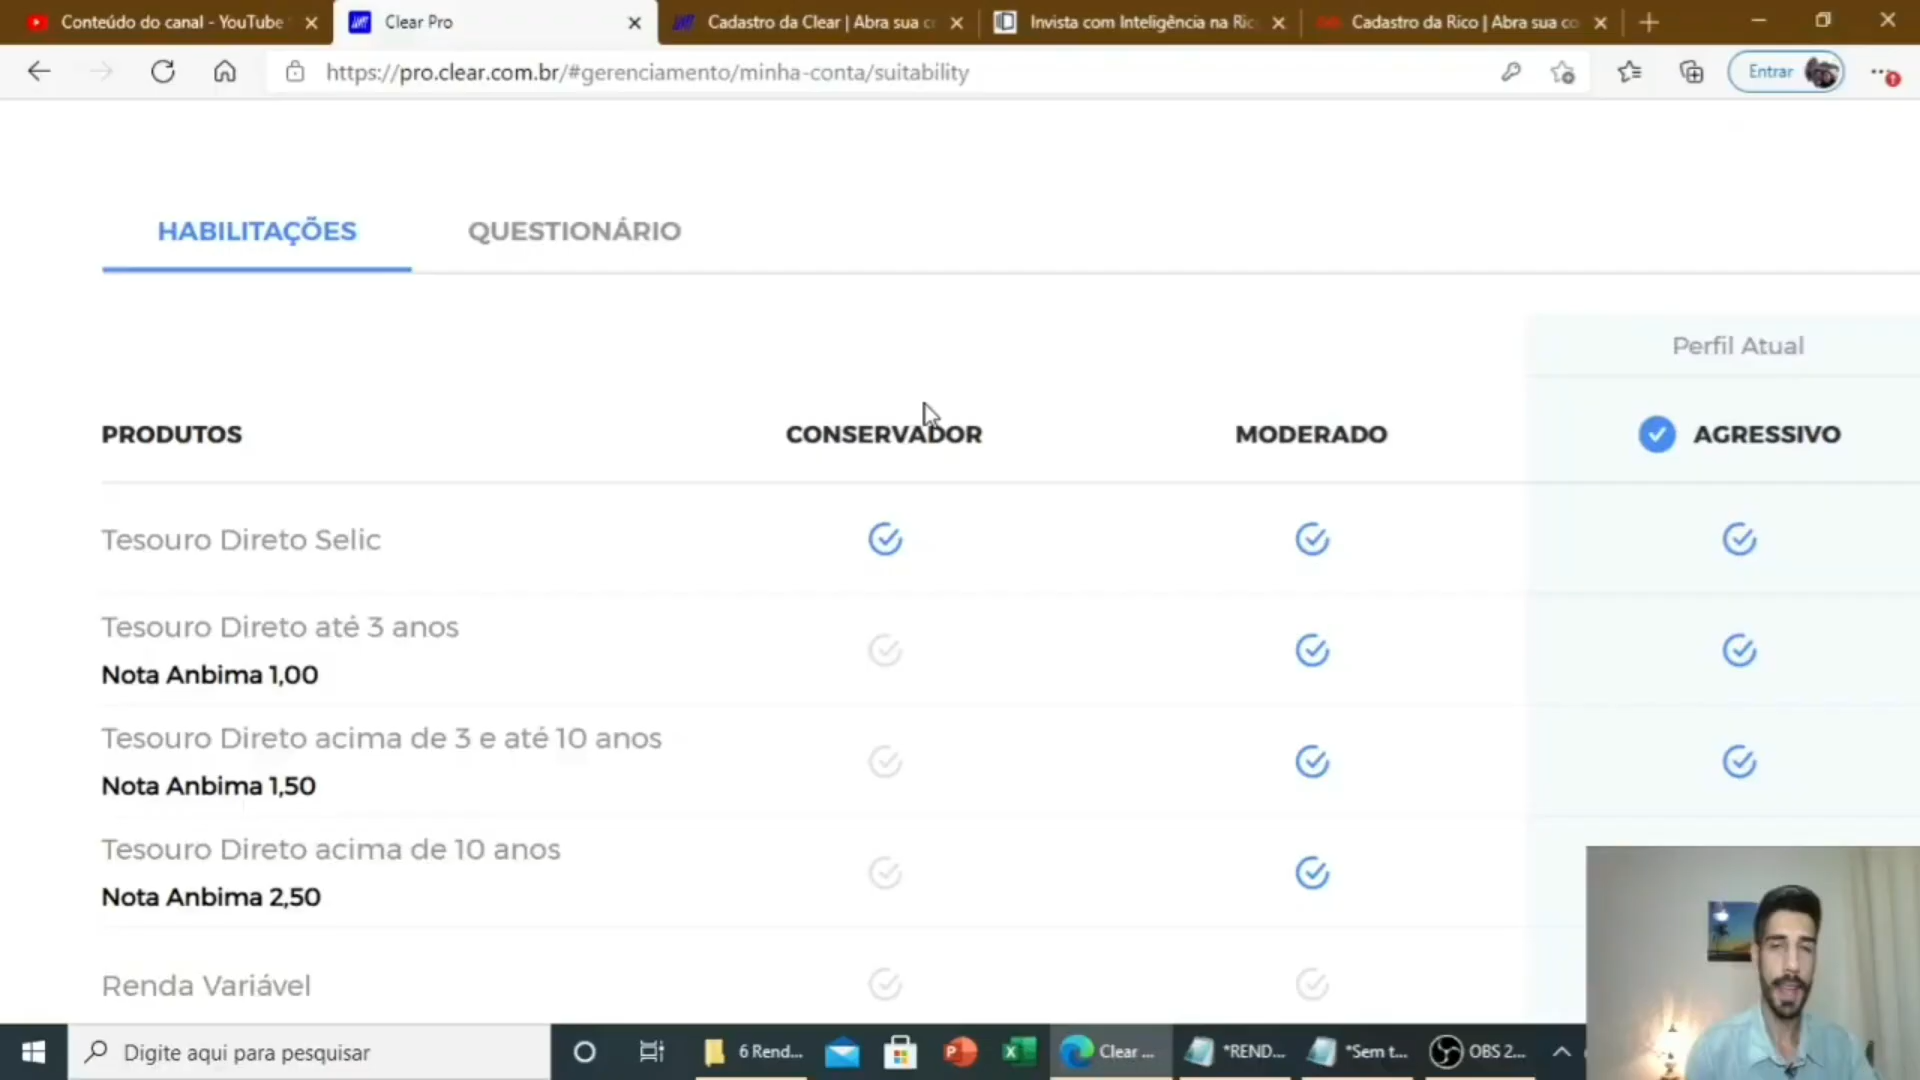 Conteúdo do canal - YouTube
Clear Pro
Cadastro da Clear | Abra sua c
Invista com Inteligência na Ric
Cadastro da Rico | Abra sua co
https://pro.clear.com.br/#gerenciamento/minha-conta/suitability
Entrar
HABILITAÇÕES
QUESTIONÁRIO
Perfil Atual
PRODUTOS
CONSERVADOR
MODERADO
AGRESSIVO
Tesouro Direto Selic
Tesouro Direto até 3 anos
Nota Anbima 1,00
Tesouro Direto acima de 3 e até 10 anos
Nota Anbima 1,50
Tesouro Direto acima de 10 anos
Nota Anbima 2,50
Renda Variável
Digite aqui para pesquisar
6 Rend...
Clear ...
*REND...
*Sem t...
OBS 2...